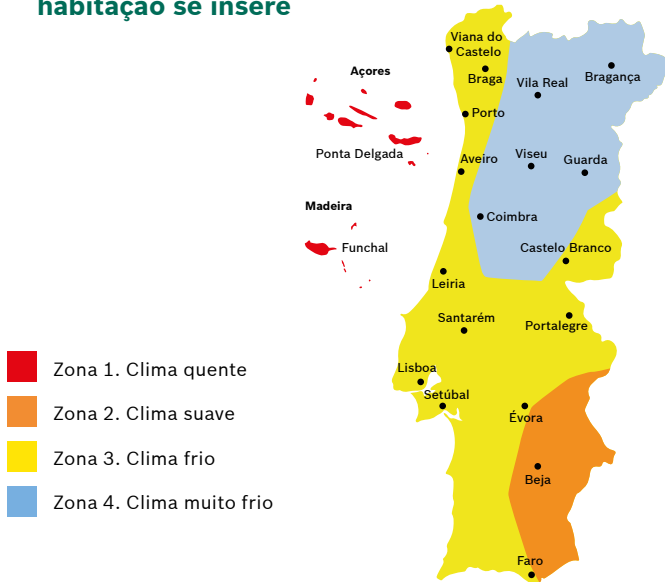 habitação se insere
Viana do
Castelo
Braga
Bragança
Vila Real
Açores
Porto
Ponta Delgada
Aveiro
Viseu
Guarda
Madeira
Coimbra
Funchal
Castelo Branco
Leiria
Santarém
Portalegre
Zona 1. Clima quente
Lisboa
Setúbal
Zona 2. Clima suave
Évora
Zona 3. Clima frio
Beja
Zona 4. Clima muito frio
Faro